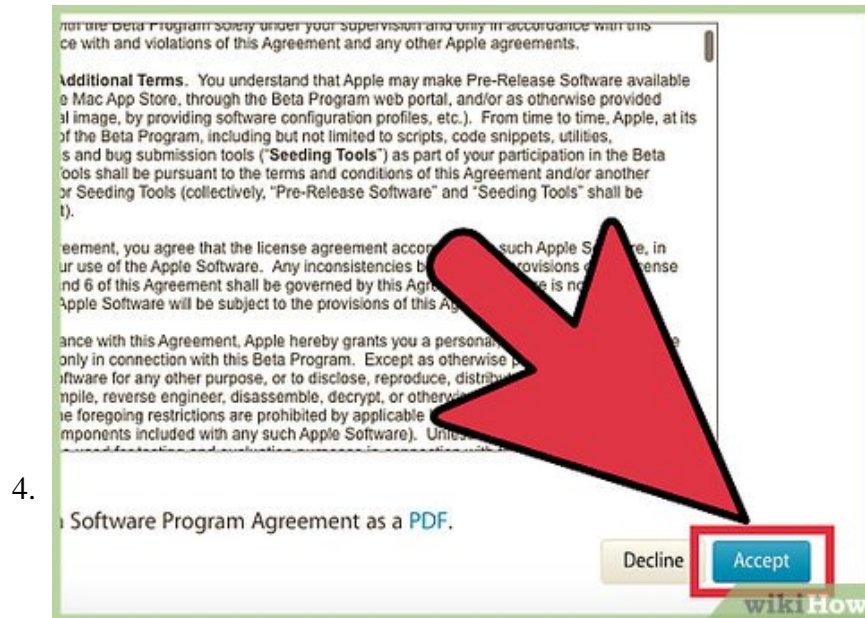 with the Beta Program solely under your supervision and only in accordance with this
ce with and violations of this Agreement and any other Apple agreements.
Additional Terms. You understand that Apple may make Pre-Release Software available
e Mac App Store, through the Beta Program web portal, and/or as otherwise provided
al image, by providing software configuration profiles, etc.). From time to time, Apple, at its
of the Beta Program, including but not limited to scripts, code snippets, utilities,
s and bug submission tools ("Seeding Tools") as part of your participation in the Beta
ools shall be pursuant to the terms and conditions of this Agreement and/or another
or Seeding Tools (collectively, "Pre-Release Software" and "Seeding Tools" shall be
t).
reement, you agree that the license agreement accom such Apple S re, in
ur use of the Apple Software. Any inconsistencies b provisions ense
nd 6 of this Agreement shall be governed by this Agr e is no
Apple Software will be subject to the provisions of this Ag
ance with this Agreement, Apple hereby grants you a personal e
only in connection with this Beta Program. Except as otherwise p
oftware for any other purpose, or to disclose, reproduce, distribu
mpile, reverse engineer, disassemble, decrypt, or otherwi
e foregoing restrictions are prohibited by applicable
mponents included with any such Apple Software). Unles
4.
Software Program Agreement as a PDF.
Decline Accept
wikiHow